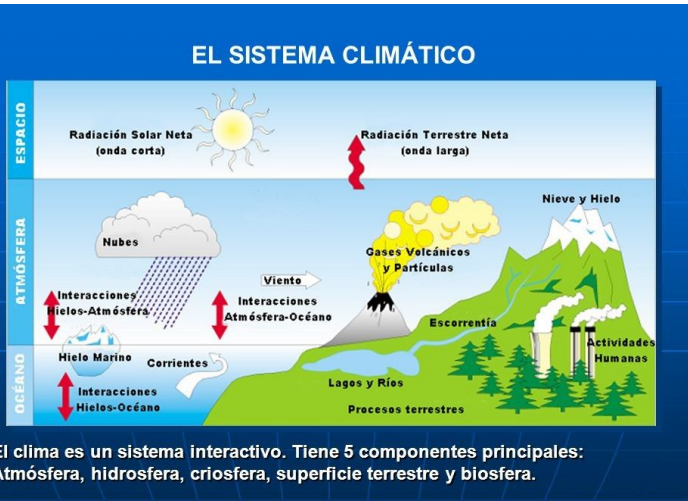 EL SISTEMA CLIMÁTICO
ESPACIO
Radiación Solar Neta
(onda corta)
Radiación Terrestre Neta
(onda larga)
ATMÓSFERA
Nubes
Nieve y Hielo
Gases Volcánicos
y Partículas
Viento
Interacciones
Hielos-Atmósfera
Interacciones
Atmósfera-Océano
Escorrentía
Actividades
Humanas
OCÉANO
Hielo Marino
Corrientes
Interacciones
Hielos-Océano
Lagos y Ríos
Procesos terrestres
El clima es un sistema interactivo. Tiene 5 componentes principales:
Atmósfera, hidrosfera, criosfera, superficie terrestre y biosfera.